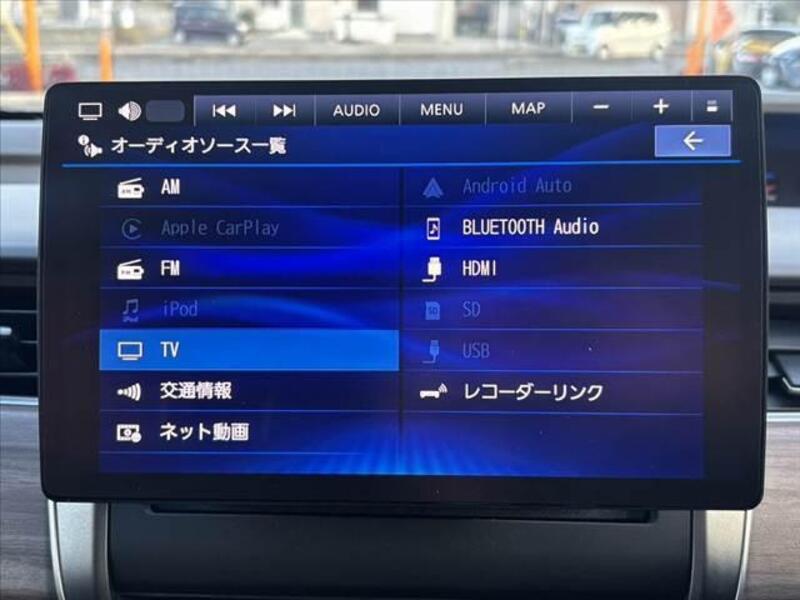 AUDIO MENU MAP
オーディオソース一覧
AM
Android Auto
Apple CarPlay
BLUETOOTH Audio
FM
HDMI
iPod
SD
TV
USB
交通情報
レコーダーリンク
ネット動画